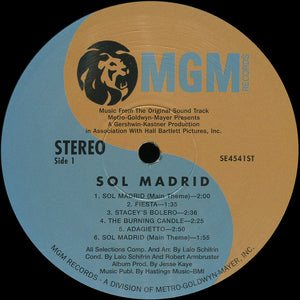 MGM
RECORDS
Music From The Original Sound Track
Metro-Goldwyn-Mayer Presents
A Gershwin-Kastner Production
in Association With Hall Bartlett Pictures, Inc.
STEREO
Side 1
SE4541ST
SOL MADRID
1. SOL MADRID (Main Theme)—2:00
2. FIESTA—1:35
3. STACEY'S BOLERO—2:36
4. THE BURNING CANDLE—2:25
5. ADAGIETTO—2:50
6. SOL MADRID (Main Theme)—1:55
All Selections Comp. And Arr. By Lalo Schifrin
Cond. By Lalo Schifrin And Robert Armbruster
Album Prod. By Jesse Kaye
Music Publ. By Hastings Music-BMI
MGM RECORDS - A DIVISION OF METRO-GOLDWYN-MAYER, INC.